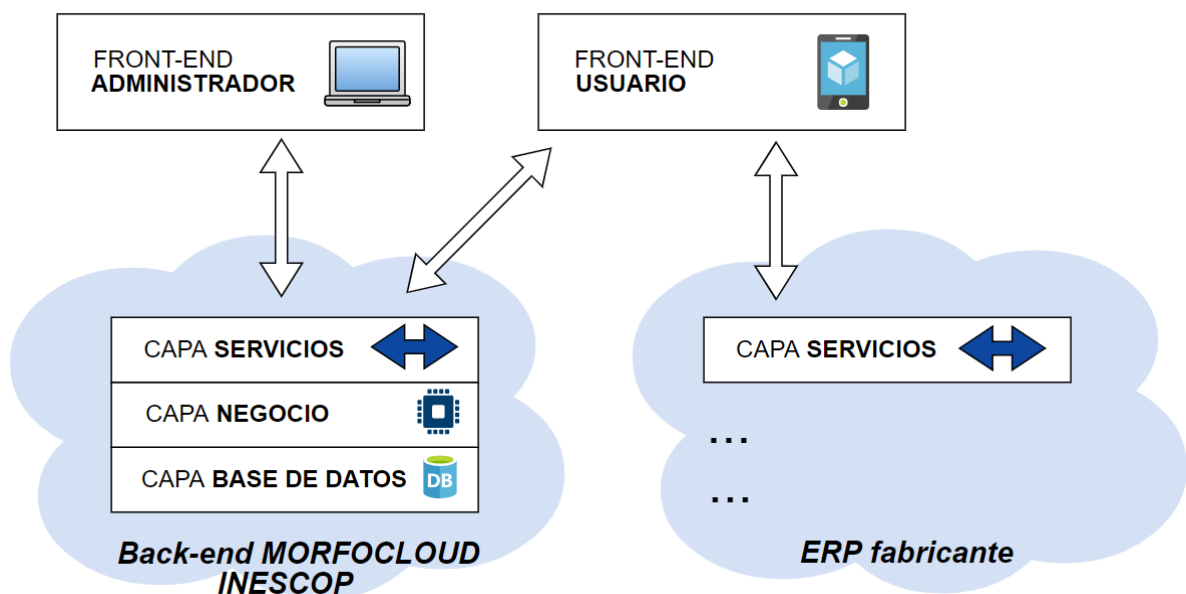 FRONT-END
ADMINISTRADOR
FRONT-END
USUARIO
CAPA SERVICIOS
CAPA NEGOCIO
CAPA BASE DE DATOS
DB
Back-end MORFOCLOUD
INESCOP
CAPA SERVICIOS
...
...
ERP fabricante